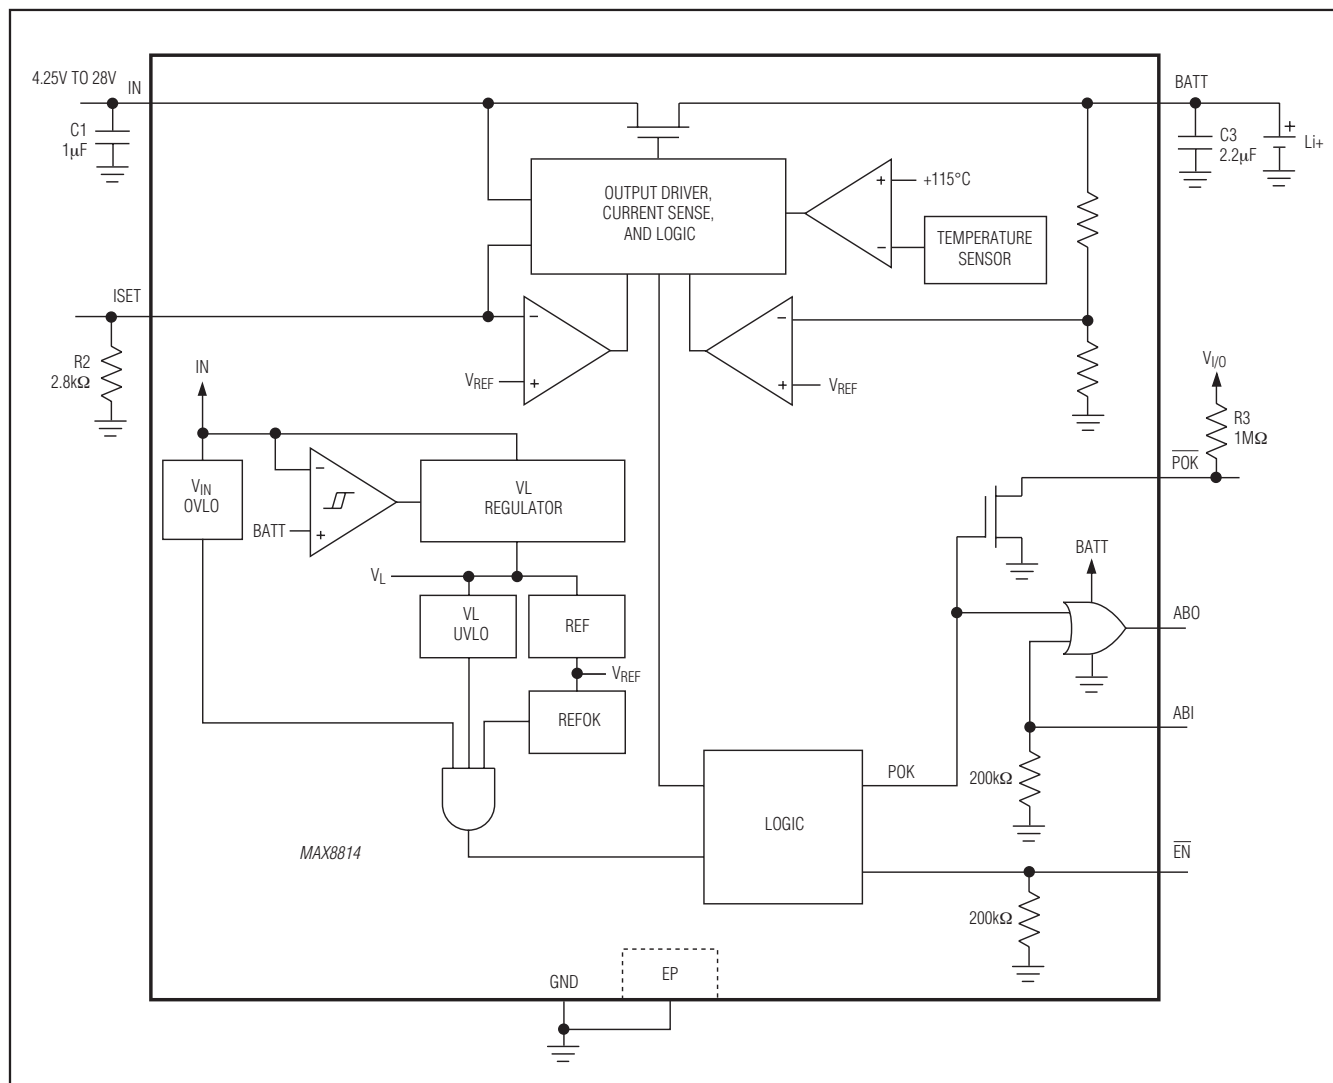 4.25V TO 28V
IN
BATT
C1
1µF
C3
2.2µF
+
Li+
OUTPUT DRIVER,
CURRENT SENSE,
AND LOGIC
+
+115°C
−
TEMPERATURE
SENSOR
ISET
−
VREF
+
−
+
VREF
R2
2.8kΩ
IN
VI/O
R3
1MΩ
POK
VIN
OVLO
−
BATT
+
VL
REGULATOR
BATT
VL
VL
UVLO
REF
ABO
VREF
REFOK
ABI
POK
200kΩ
LOGIC
MAX8814
EN
200kΩ
GND
EP